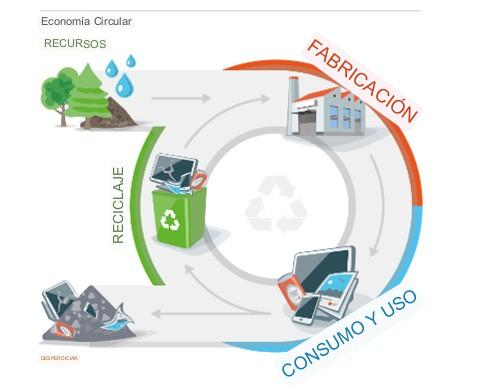 Economía Circular
RECURSOS
FABRICACIÓN
RECICLAJE
CONSUMO Y USO
DESPERDICIAR